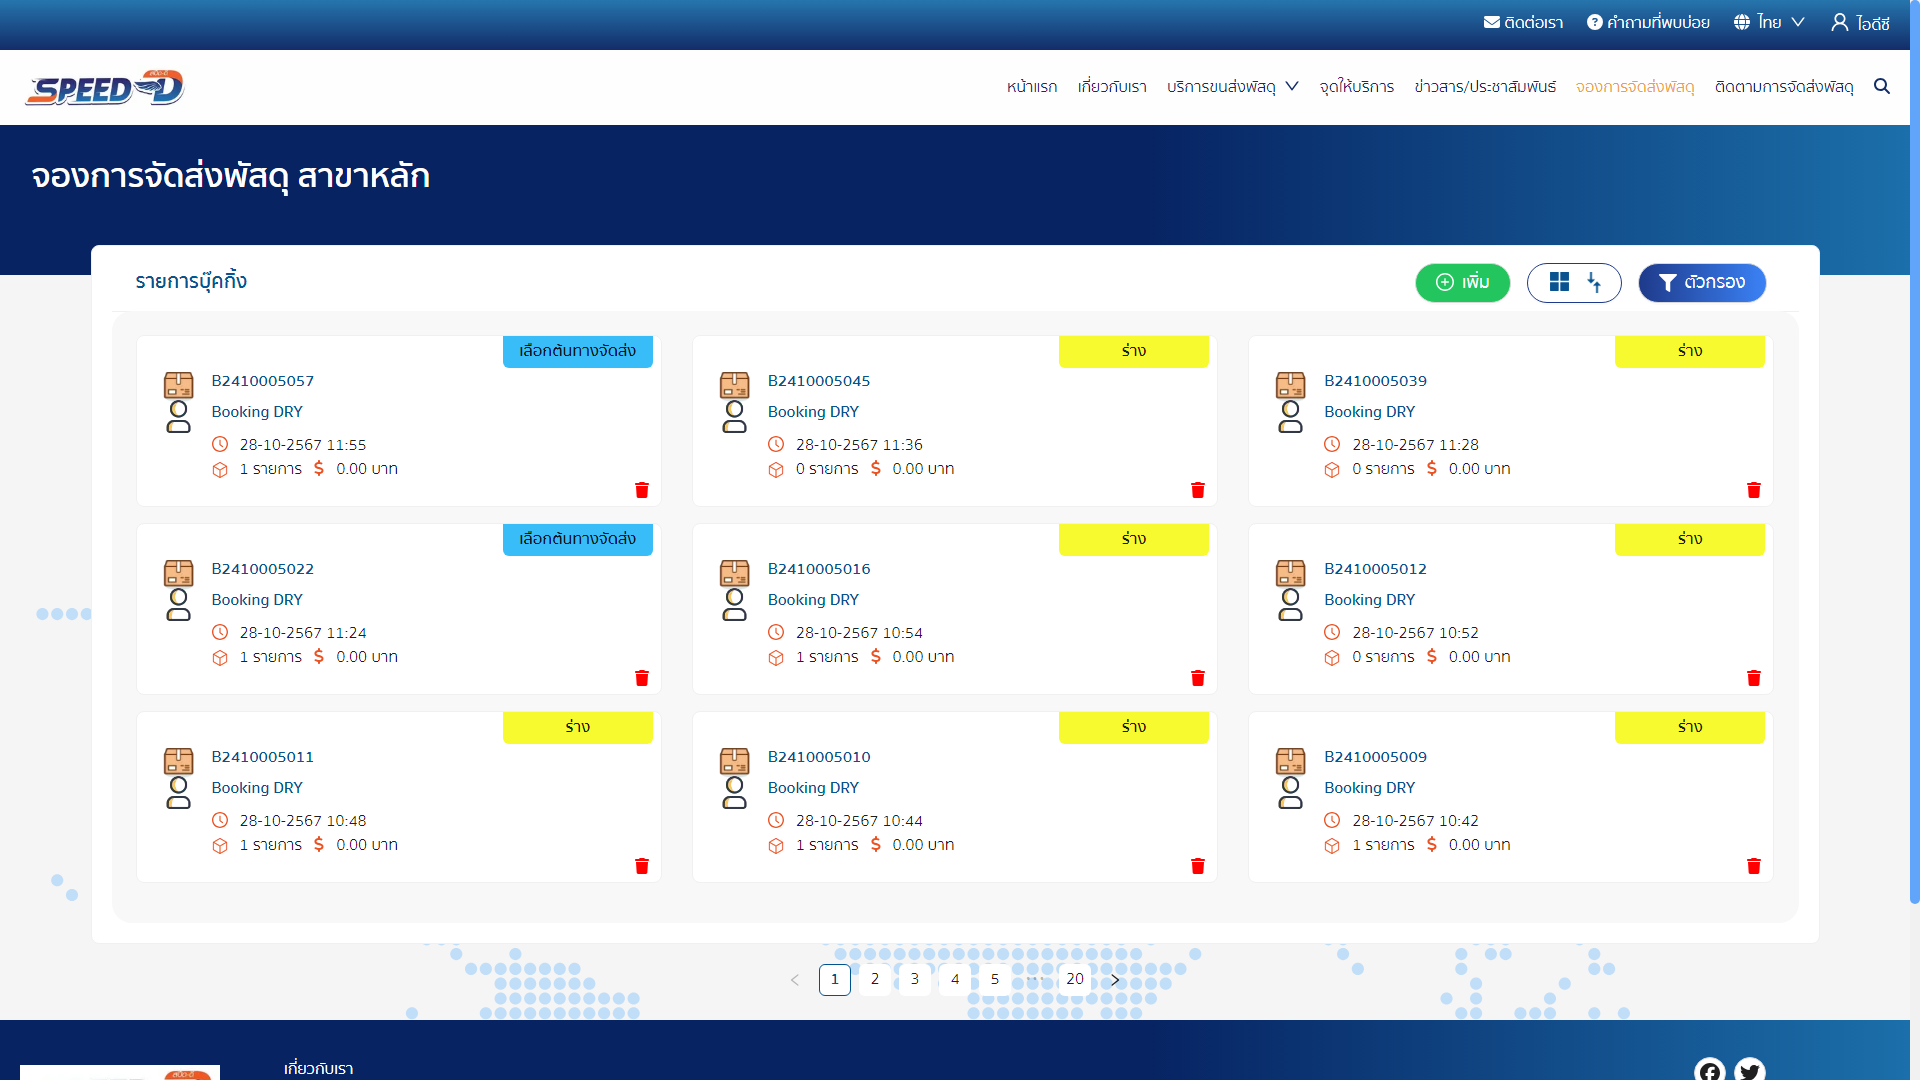 ติดต่อเรา คำถามที่พบบ่อย ไทย ไอดีซี
สปีด-ดี
SPEED-D
หน้าแรก เกี่ยวกับเรา บริการขนส่งพัสดุ จุดให้บริการ ข่าวสาร/ประชาสัมพันธ์ จองการจัดส่งพัสดุ ติดตามการจัดส่งพัสดุ
จองการจัดส่งพัสดุ สาขาหลัก
รายการบุ๊คกิ้ง
เพิ่ม
ตัวกรอง
เลือกต้นทางจัดส่ง
B2410005057
Booking DRY
28-10-2567 11:55
1 รายการ $ 0.00 บาท
ร่าง
B2410005045
Booking DRY
28-10-2567 11:36
0 รายการ $ 0.00 บาท
ร่าง
B2410005039
Booking DRY
28-10-2567 11:28
0 รายการ $ 0.00 บาท
เลือกต้นทางจัดส่ง
B2410005022
Booking DRY
28-10-2567 11:24
1 รายการ $ 0.00 บาท
ร่าง
B2410005016
Booking DRY
28-10-2567 10:54
1 รายการ $ 0.00 บาท
ร่าง
B2410005012
Booking DRY
28-10-2567 10:52
0 รายการ $ 0.00 บาท
ร่าง
B2410005011
Booking DRY
28-10-2567 10:48
1 รายการ $ 0.00 บาท
ร่าง
B2410005010
Booking DRY
28-10-2567 10:44
1 รายการ $ 0.00 บาท
ร่าง
B2410005009
Booking DRY
28-10-2567 10:42
1 รายการ $ 0.00 บาท
< 1 2 3 4 5 ••• 20 >
เกี่ยวกับเรา
สปีด-ดี